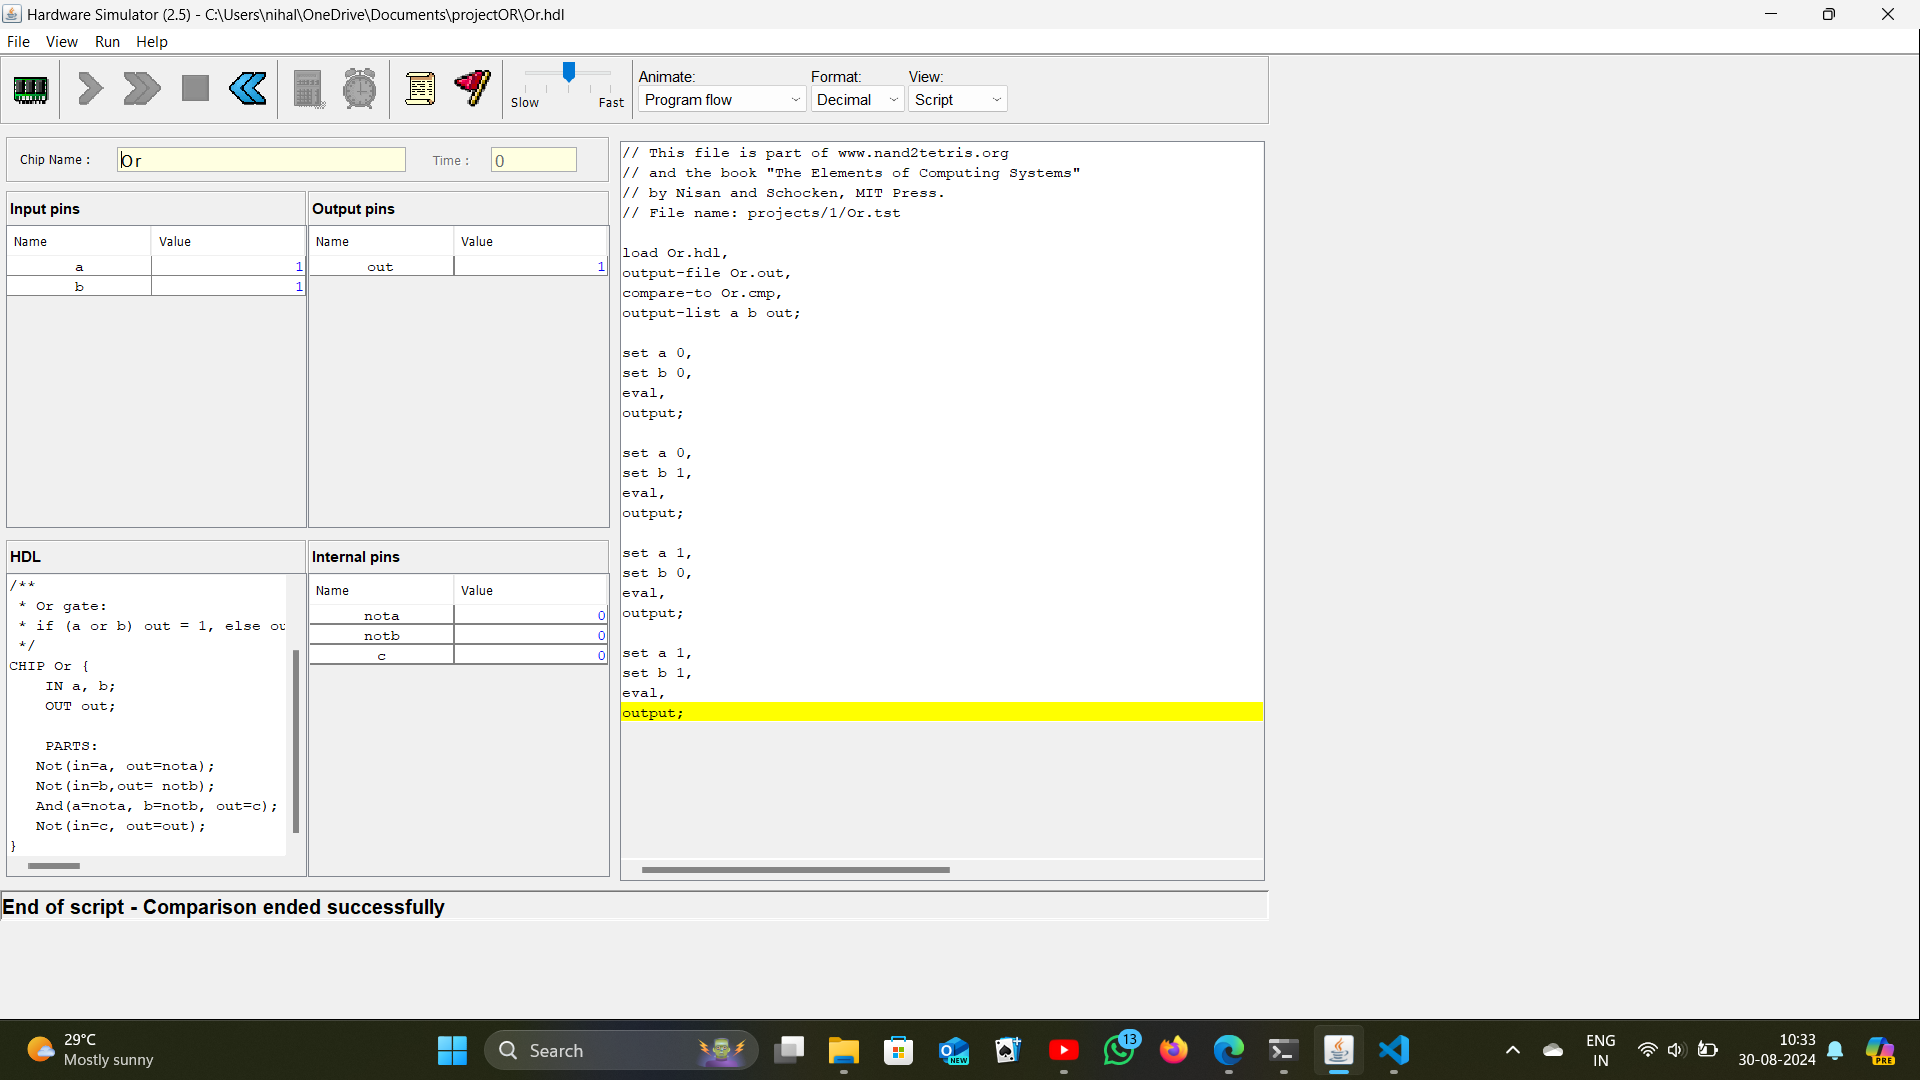 Hardware Simulator (2.5) - C:\Users\nihal\OneDrive\Documents\projectOR\Or.hdl
File View Run Help
Slow Fast
Animate: Format: View:
Program flow Decimal Script
Chip Name : Or Time : 0
Input pins
Name Value
a 1
b 1
Output pins
Name Value
out 1
HDL
/**
* Or gate:
* if (a or b) out = 1, else ou
*/
CHIP Or {
IN a, b;
OUT out;
PARTS:
Not(in=a, out=nota);
Not(in=b,out= notb);
And(a=nota, b=notb, out=c);
Not(in=c, out=out);
}
Internal pins
Name Value
nota 0
notb 0
c 0
// This file is part of www.nand2tetris.org
// and the book "The Elements of Computing Systems"
// by Nisan and Schocken, MIT Press.
// File name: projects/1/Or.tst
load Or.hdl,
output-file Or.out,
compare-to Or.cmp,
output-list a b out;
set a 0,
set b 0,
eval,
output;
set a 0,
set b 1,
eval,
output;
set a 1,
set b 0,
eval,
output;
set a 1,
set b 1,
eval,
output;
End of script - Comparison ended successfully
29°C
Mostly sunny
Search
NEW
13
ENG
IN
10:33
30-08-2024
PRE